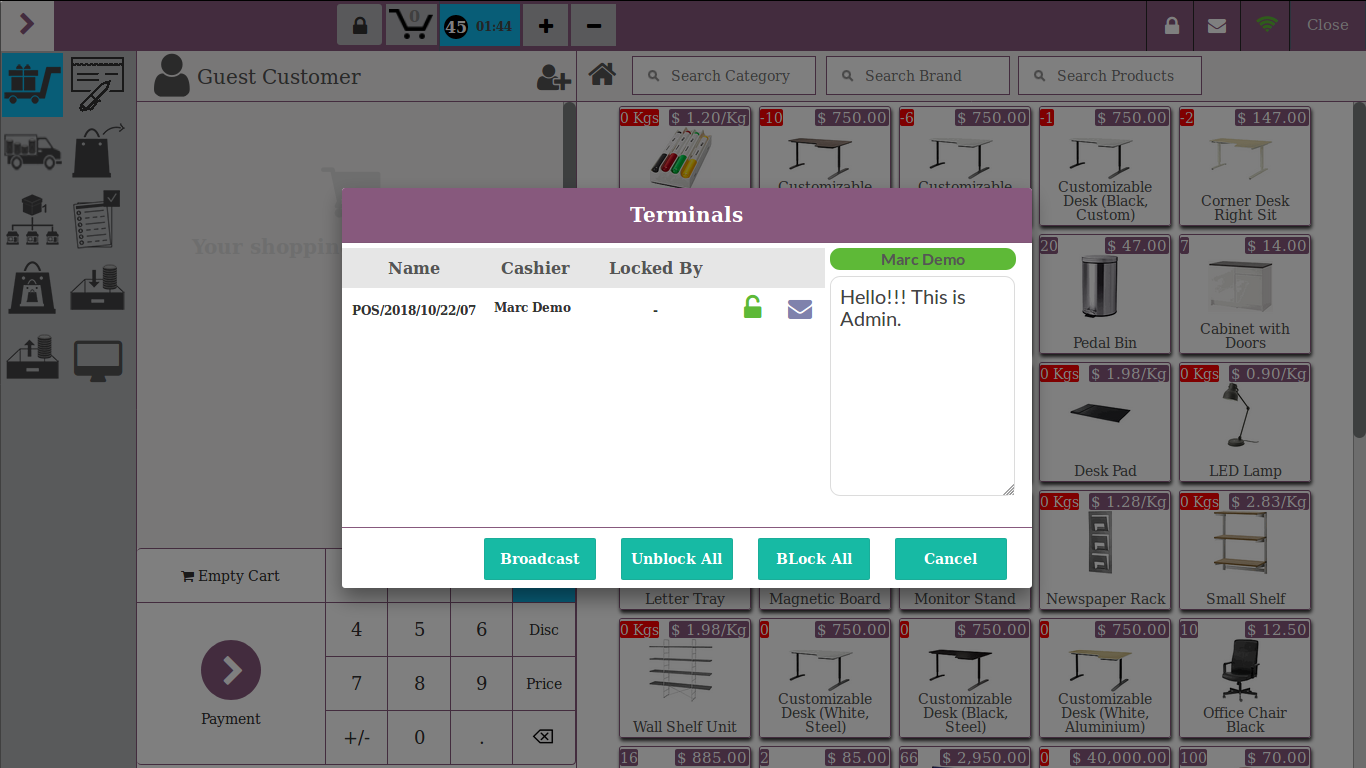 0
45
01:44
+
−
Close
Guest Customer
Search Category
Search Brand
Search Products
0 Kgs
$ 1.20/Kg
-10
$ 750.00
Customizable
-6
$ 750.00
Customizable
-1
$ 750.00
Customizable
Desk (Black,
Custom)
-2
$ 147.00
Corner Desk
Right Sit
Your shoppin
20
$ 47.00
Pedal Bin
7
$ 14.00
Cabinet with
Doors
0 Kgs
$ 1.98/Kg
Desk Pad
0 Kgs
$ 0.90/Kg
LED Lamp
Terminals
Name
Cashier
Locked By
POS/2018/10/22/07
Marc Demo
-
Marc Demo
Hello!!! This is
Admin.
Broadcast
Unblock All
BLock All
Cancel
Letter Tray
Magnetic Board
Monitor Stand
0 Kgs
$ 1.28/Kg
Newspaper Rack
0 Kgs
$ 2.83/Kg
Small Shelf
Empty Cart
4
5
6
Disc
7
8
9
Price
Payment
+/-
0
.
0 Kgs
$ 1.98/Kg
Wall Shelf Unit
0
$ 750.00
Customizable
Desk (White,
Steel)
0
$ 750.00
Customizable
Desk (Black,
Steel)
0
$ 750.00
Customizable
Desk (White,
Aluminium)
10
$ 12.50
Office Chair
Black
16
$ 885.00
2
$ 85.00
66
$ 2,950.00
0
$ 40,000.00
100
$ 70.00